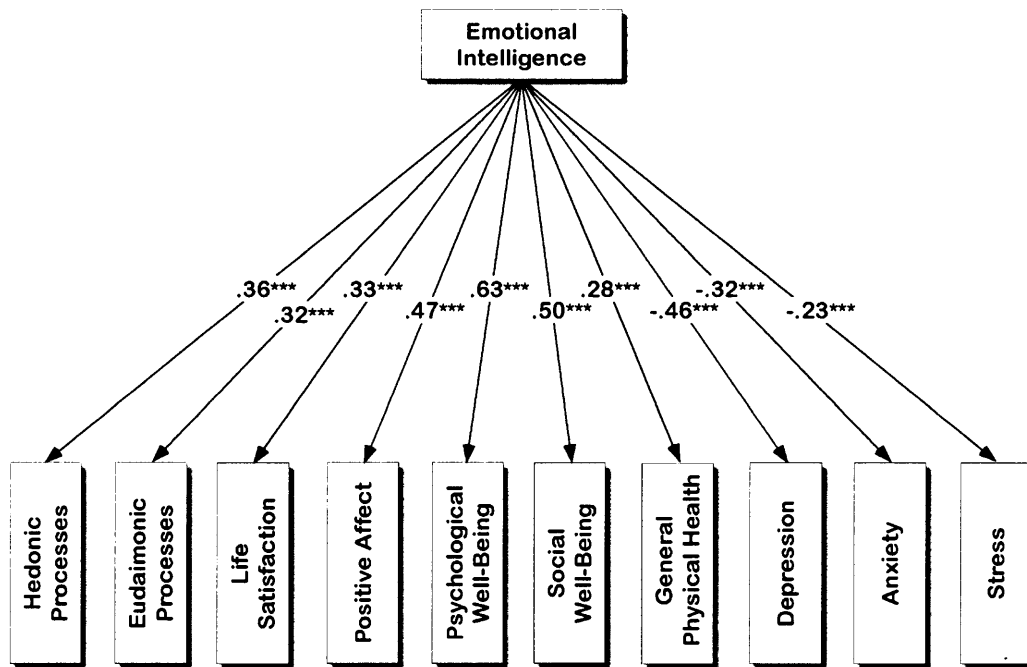 Emotional
Intelligence
.36***
.33***
.63***
.28***
-.32***
.32***
.47***
.50***
-.46***
-.23***
Hedonic
Processes
Eudaimonic
Processes
Life
Satisfaction
Positive Affect
Psychological
Well-Being
Social
Well-Being
General
Physical Health
Depression
Anxiety
Stress